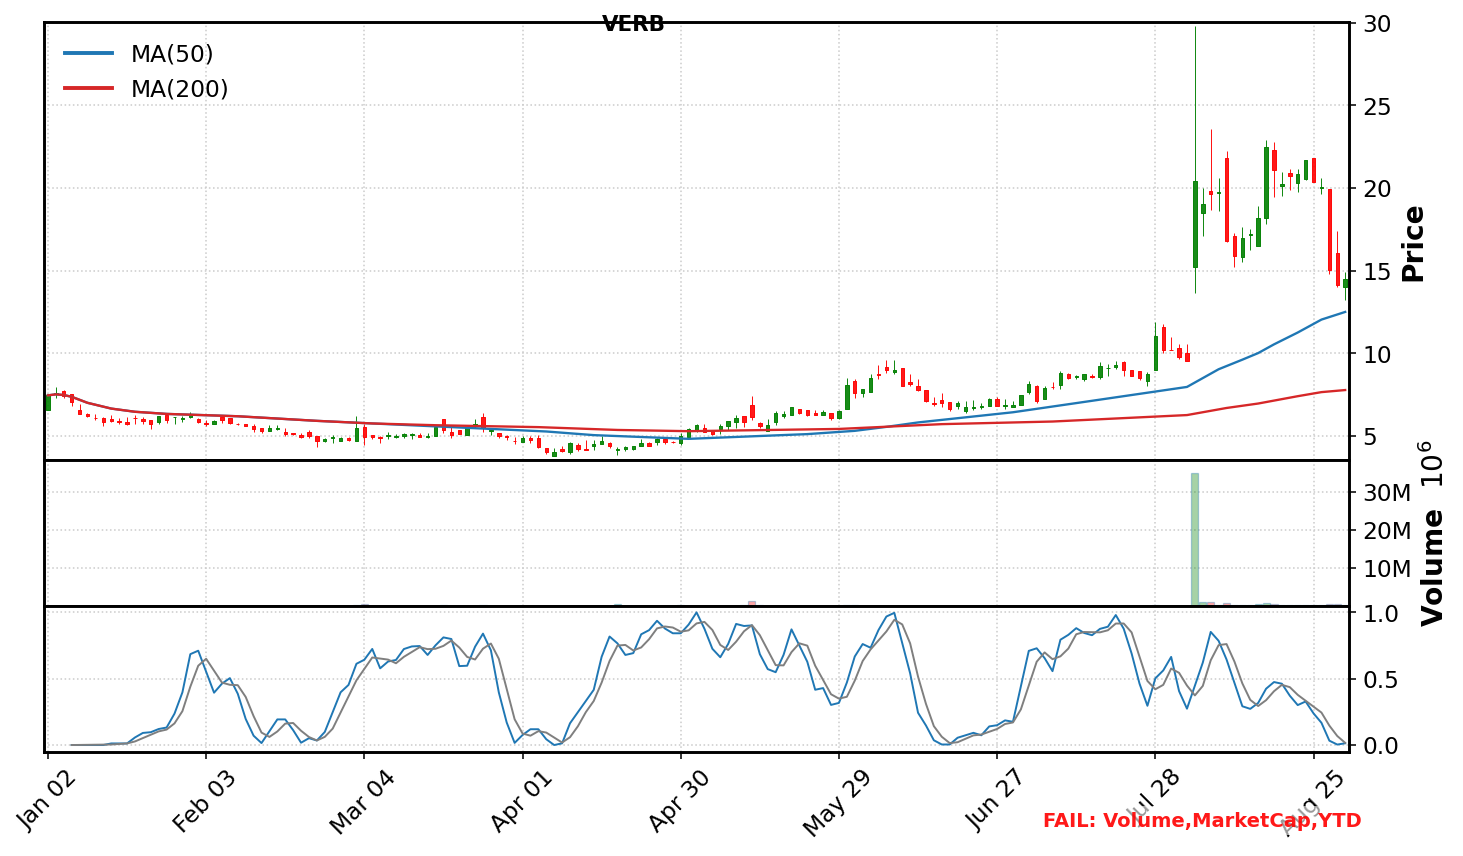 VERB
MA(50)
MA(200)
30
25
20
15
10
5
Price
30M
20M
10M
Volume 10⁶
1.0
0.5
0.0
Jan 02
Feb 03
Mar 04
Apr 01
Apr 30
May 29
Jun 27
Jul 28
Aug 25
FAIL: Volume,MarketCap,YTD